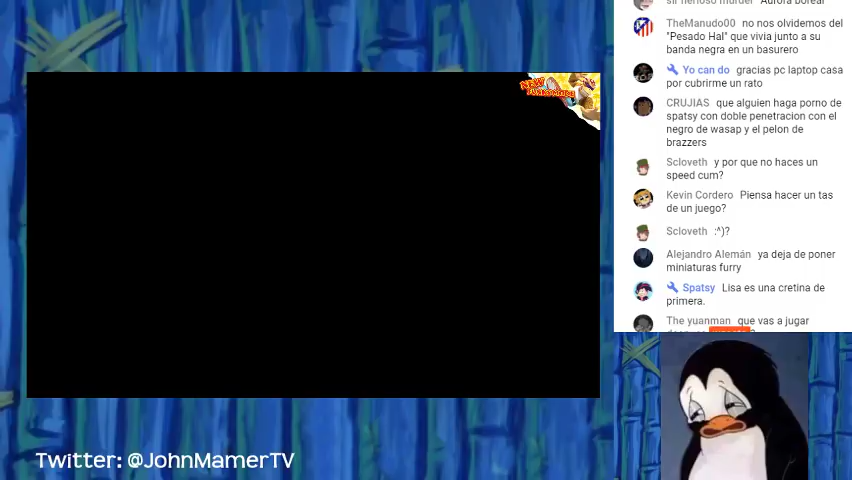 Aurora boreal
TheManudo00 no nos olvidemos del
"Pesado Hal" que vivia junto a su
banda negra en un basurero
Yo can do gracias pc laptop casa
por cubrirme un rato
CRUJIAS que alguien haga porno de
spatsy con doble penetracion con el
negro de wasap y el pelon de
brazzers
Scloveth y por que no haces un
speed cum?
Kevin Cordero Piensa hacer un tas
de un juego?
Scloveth :^)?
Alejandro Alemán ya deja de poner
miniaturas furry
Spatsy Lisa es una cretina de
primera.
The yuanman que vas a jugar
NEW
FUNKY MODE
Twitter: @JohnMamerTV